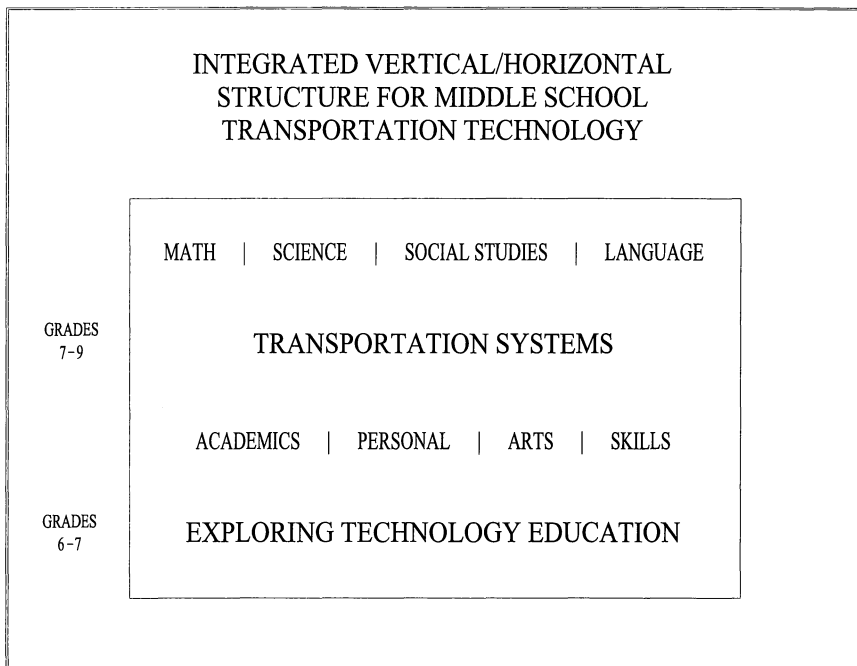 INTEGRATED VERTICAL/HORIZONTAL
STRUCTURE FOR MIDDLE SCHOOL
TRANSPORTATION TECHNOLOGY
MATH | SCIENCE | SOCIAL STUDIES | LANGUAGE
GRADES
7-9
TRANSPORTATION SYSTEMS
ACADEMICS | PERSONAL | ARTS | SKILLS
GRADES
6-7
EXPLORING TECHNOLOGY EDUCATION